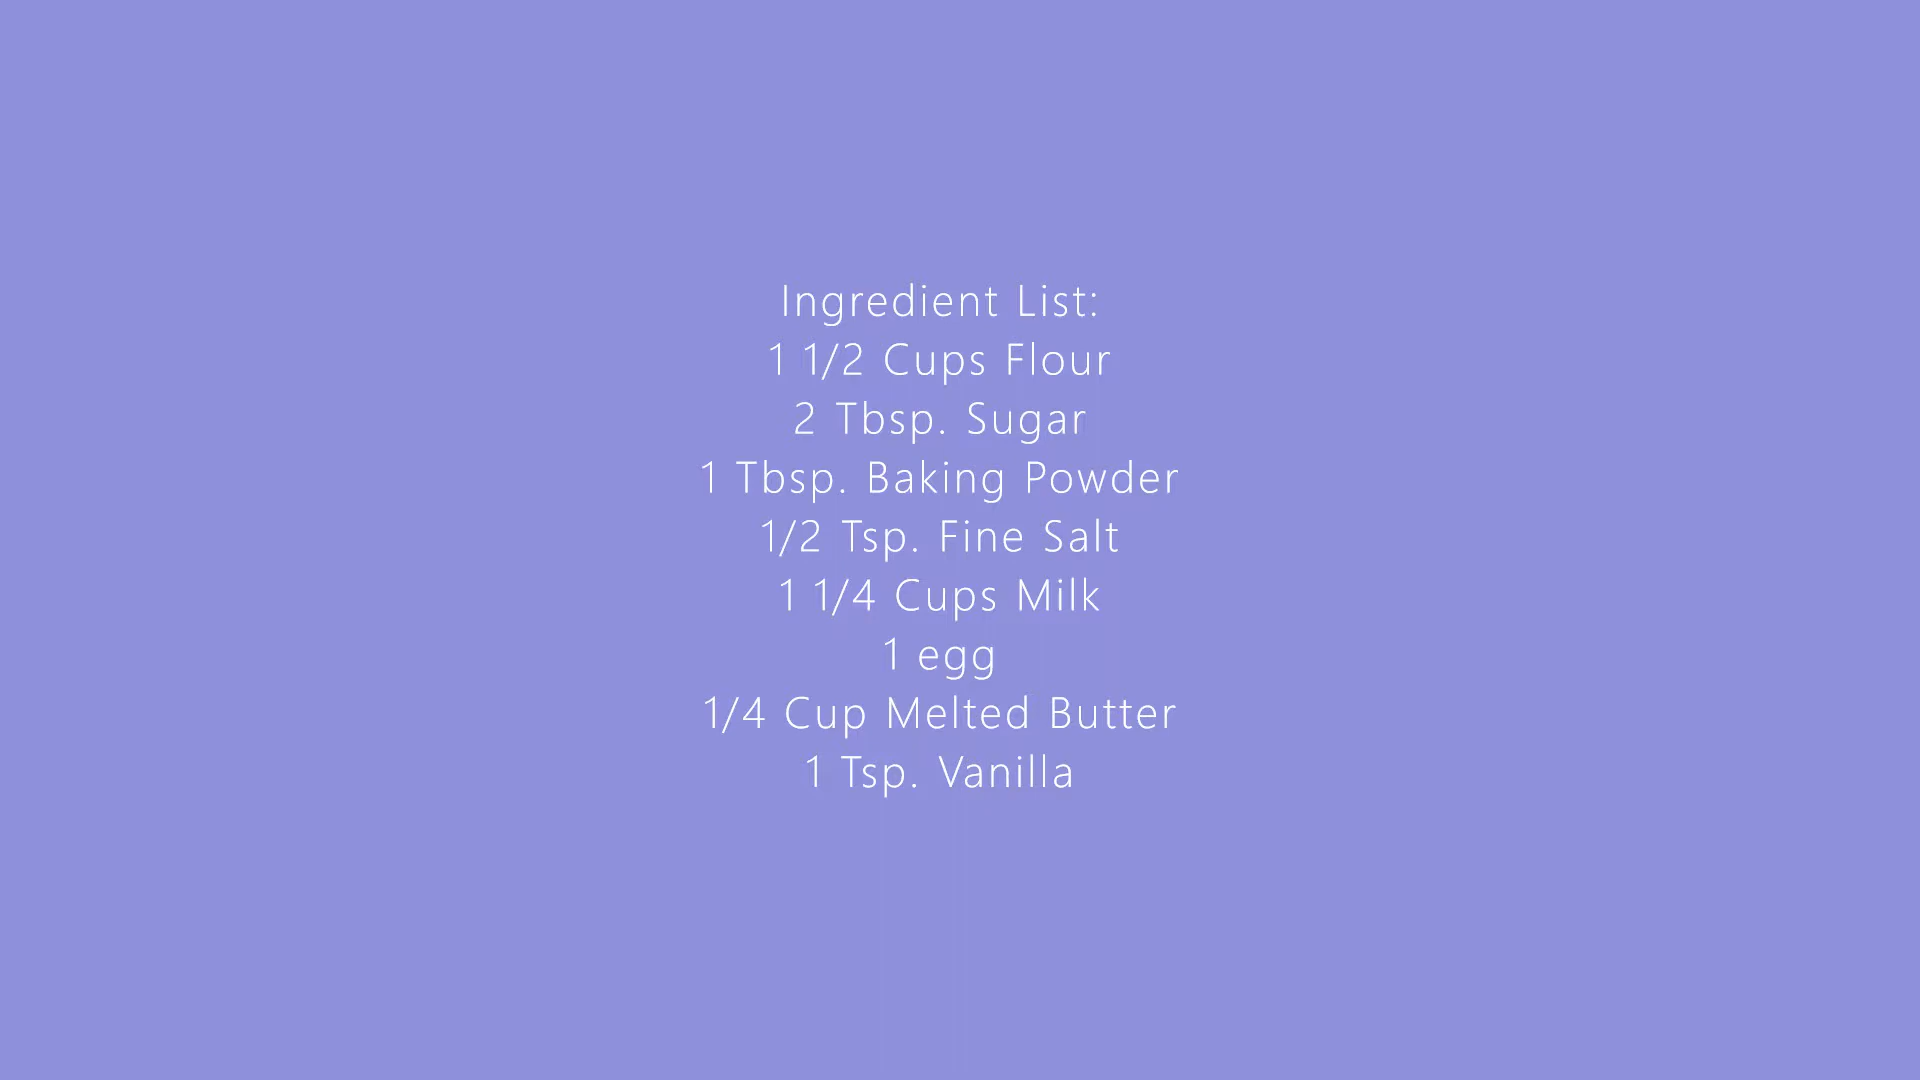 Ingredient List:
1 1/2 Cups Flour
2 Tbsp. Sugar
1 Tbsp. Baking Powder
1/2 Tsp. Fine Salt
1 1/4 Cups Milk
1 egg
1/4 Cup Melted Butter
1 Tsp. Vanilla